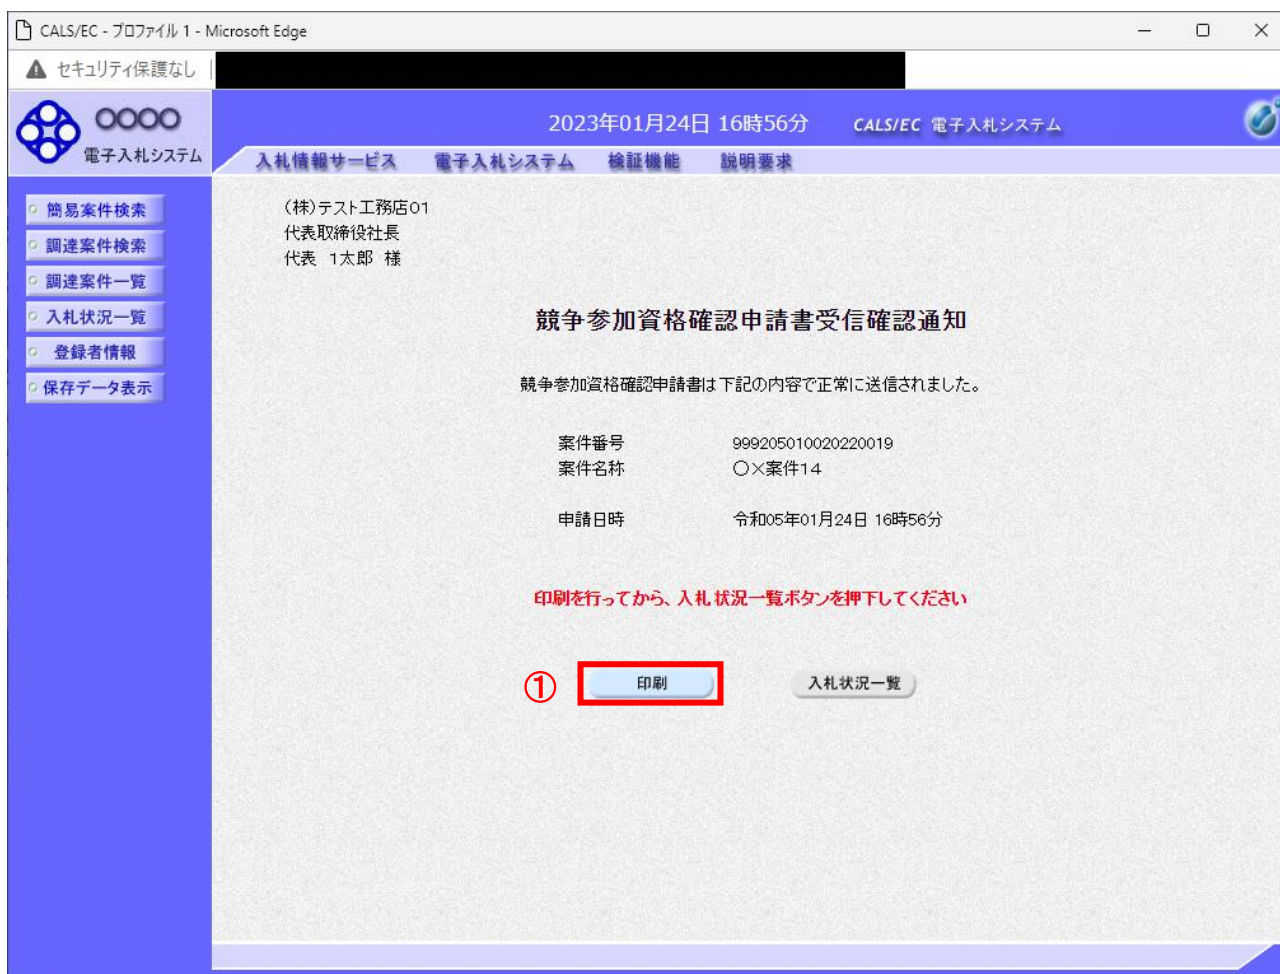 CALS/EC - プロファイル 1 - Microsoft Edge
セキュリティ保護なし
〇〇〇〇
電子入札システム
2023年01月24日 16時56分 CALS/EC 電子入札システム
入札情報サービス 電子入札システム 検証機能 説明要求
簡易案件検索
調達案件検索
調達案件一覧
入札状況一覧
登録者情報
保存データ表示
(株)テスト工務店01
代表取締役社長
代表 1太郎 様
競争参加資格確認申請書受信確認通知
競争参加資格確認申請書は下記の内容で正常に送信されました。
案件番号 999205010020220019
案件名称 〇×案件14
申請日時 令和05年01月24日 16時56分
印刷を行ってから、入札状況一覧ボタンを押下してください
① 印刷 入札状況一覧